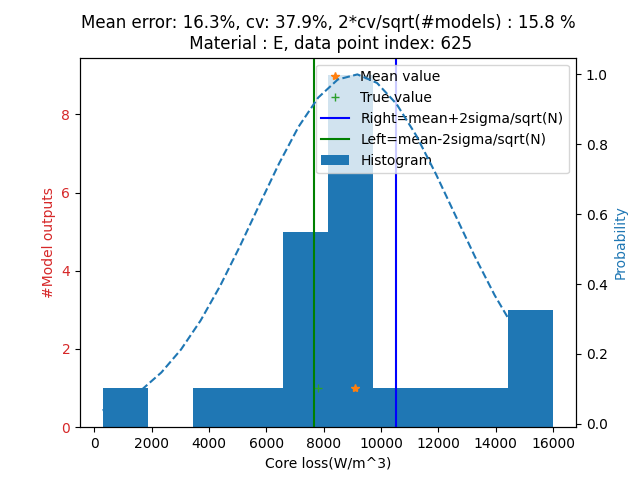 Mean error: 16.3%, cv: 37.9%, 2*cv/sqrt(#models) : 15.8 %
Material : E, data point index: 625
Mean value
True value
Right=mean+2sigma/sqrt(N)
Left=mean-2sigma/sqrt(N)
Histogram
#Model outputs
8
6
4
2
0
1.0
0.8
0.6
0.4
0.2
0.0
Probability
0 2000 4000 6000 8000 10000 12000 14000 16000
Core loss(W/m^3)